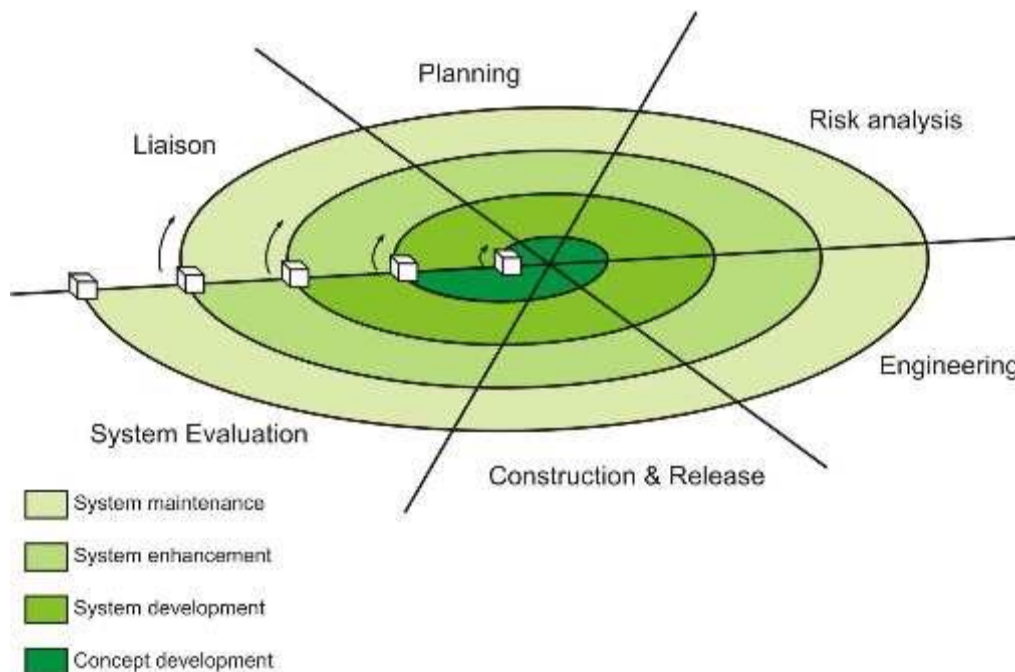 Planning
Risk analysis
Liaison
Engineering
System Evaluation
Construction & Release
System maintenance
System enhancement
System development
Concept development